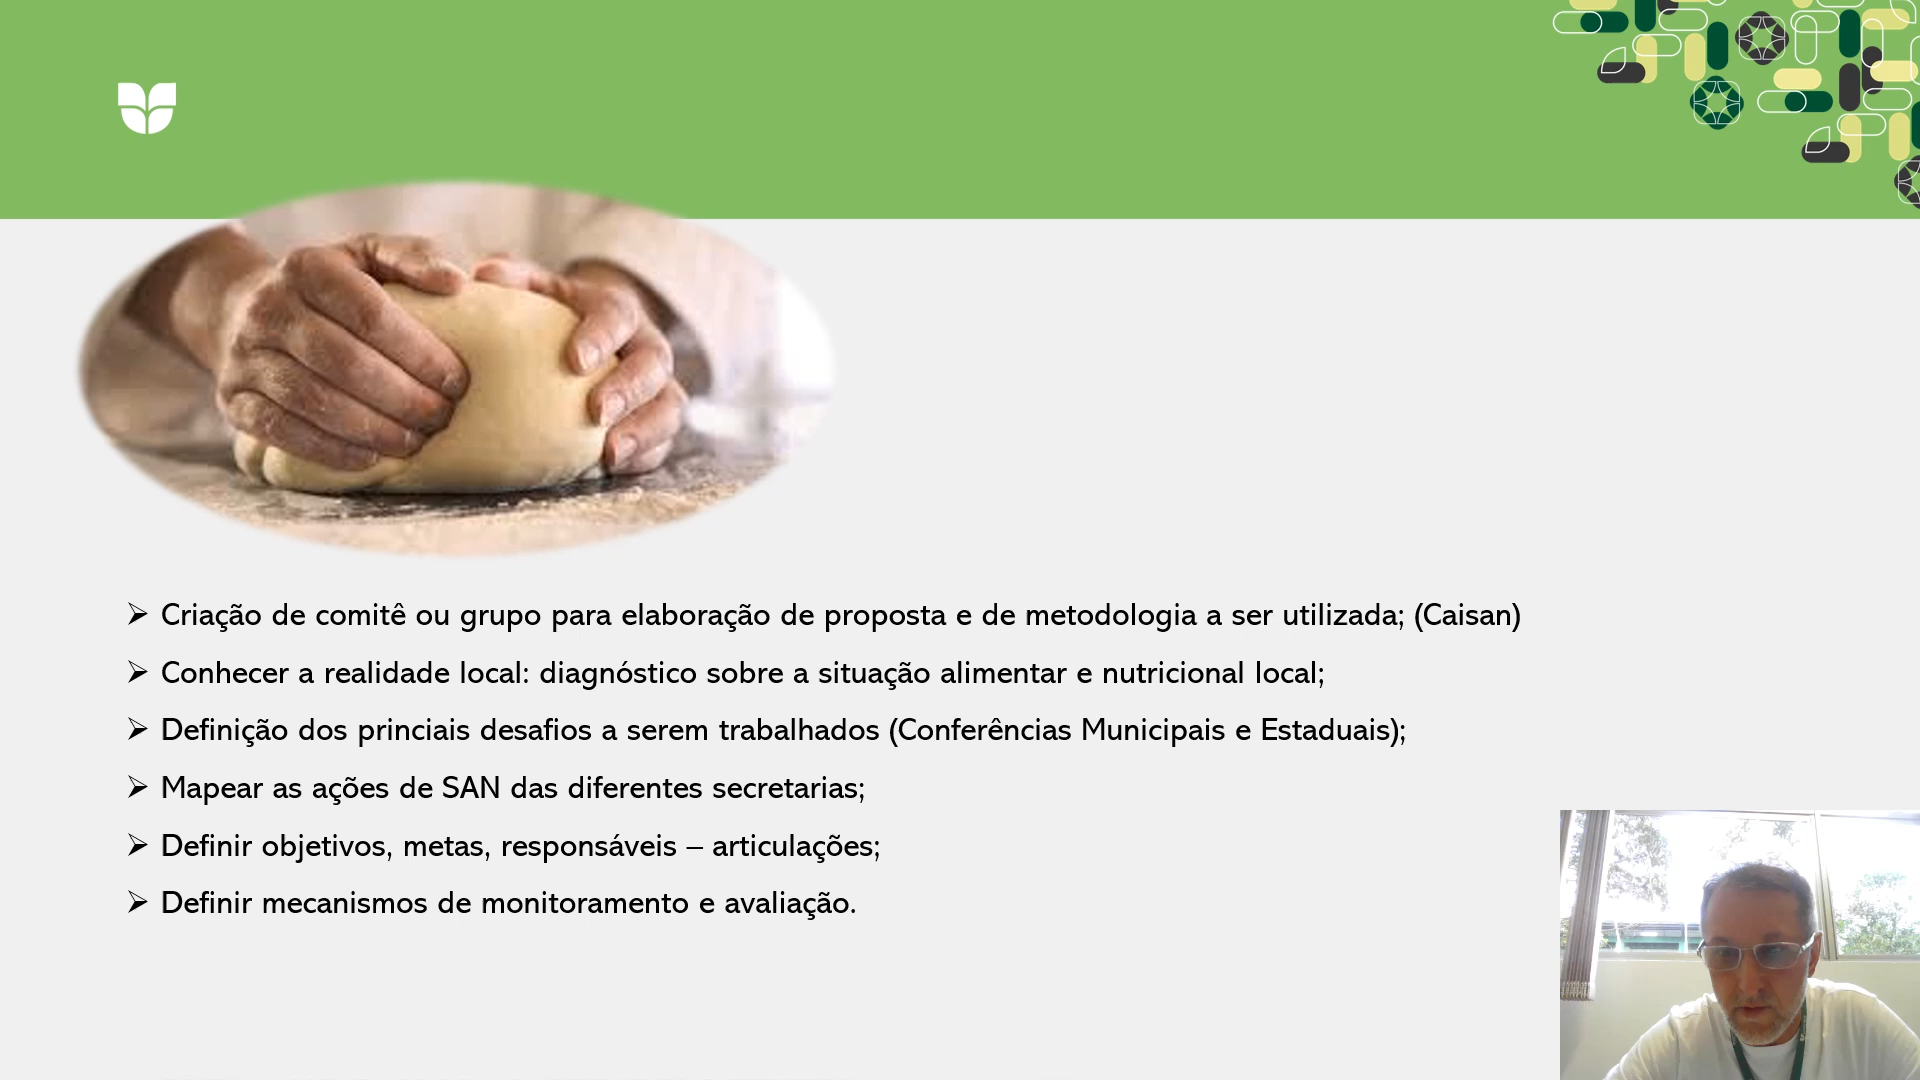 ➢ Criação de comitê ou grupo para elaboração de proposta e de metodologia a ser utilizada; (Caisan)
➢ Conhecer a realidade local: diagnóstico sobre a situação alimentar e nutricional local;
➢ Definição dos princiais desafios a serem trabalhados (Conferências Municipais e Estaduais);
➢ Mapear as ações de SAN das diferentes secretarias;
➢ Definir objetivos, metas, responsáveis – articulações;
➢ Definir mecanismos de monitoramento e avaliação.